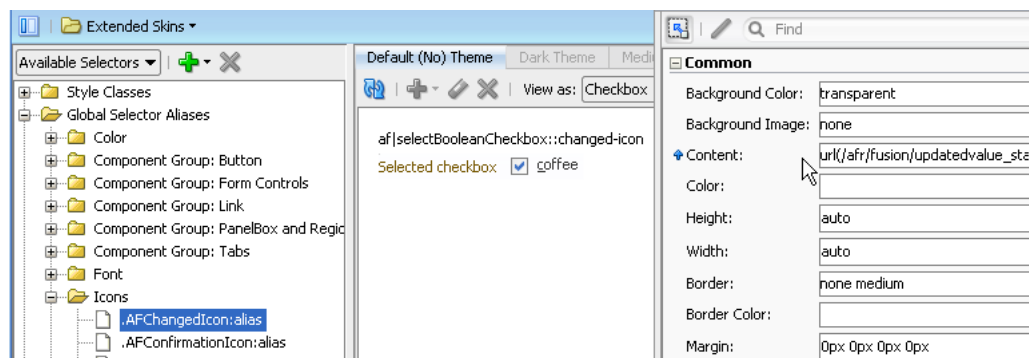 Extended Skins
Available Selectors
Style Classes
Global Selector Aliases
Color
Component Group: Button
Component Group: Form Controls
Component Group: Link
Component Group: PanelBox and Regic
Component Group: Tabs
Font
Icons
.AFChangedIcon:alias
.AFConfirmationIcon:alias
Default (No) Theme Dark Theme Medi
View as: Checkbox
af|selectBooleanCheckbox::changed-icon
Selected checkbox coffee
Find
Common
Background Color: transparent
Background Image: none
Content: url(/afr/fusion/updatedvalue_sta
Color:
Height: auto
Width: auto
Border: none medium
Border Color:
Margin: 0px 0px 0px 0px